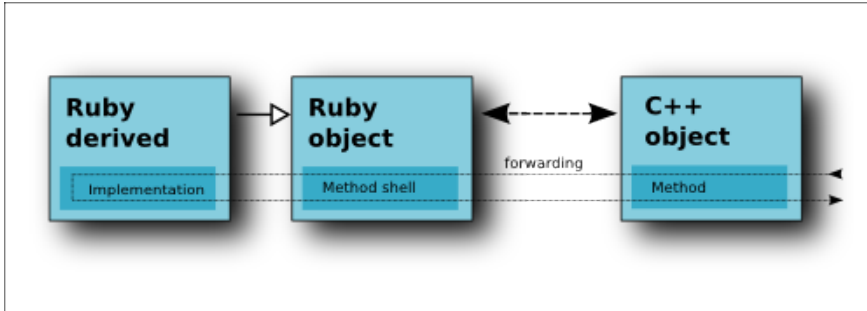 Ruby
derived
Implementation
Ruby
object
Method shell
forwarding
C++
object
Method